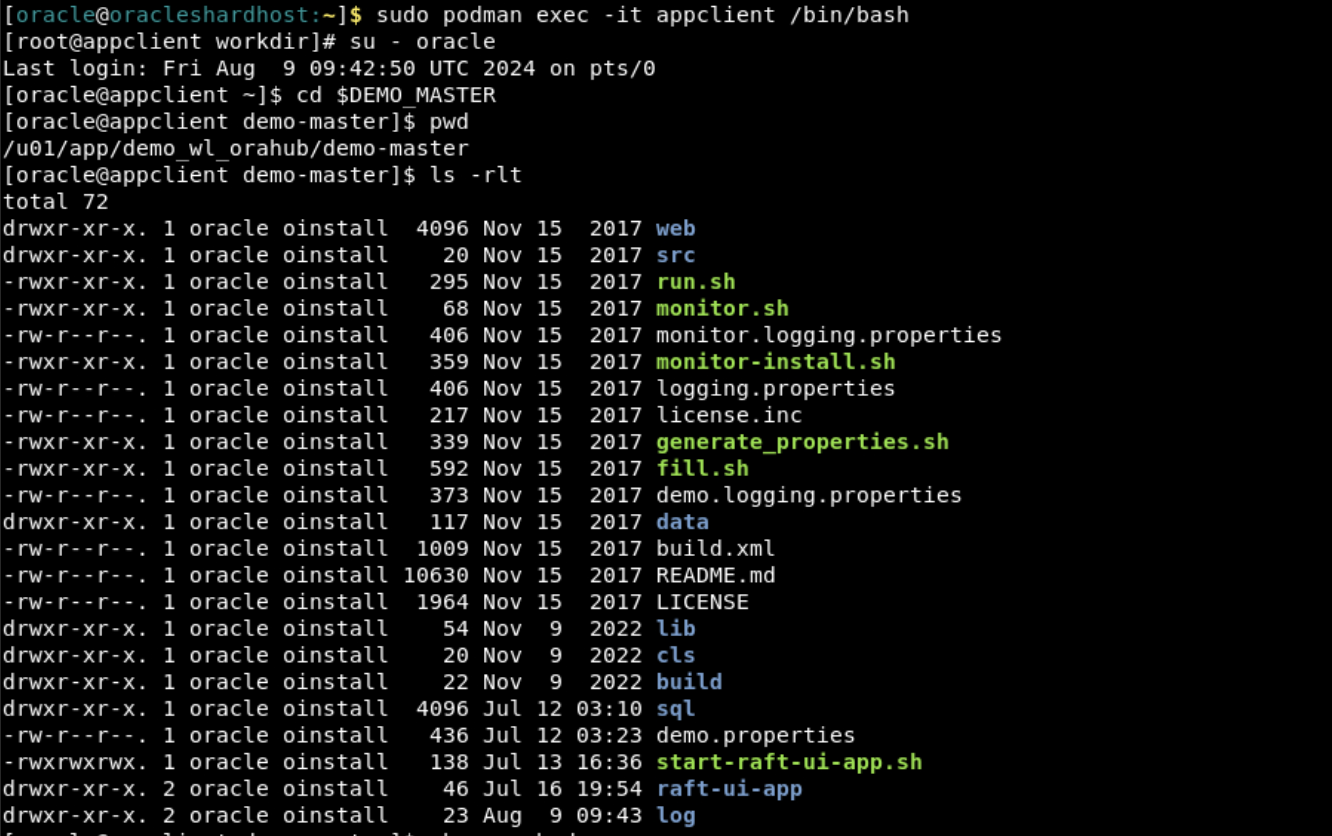 [oracle@oracleshardhost:~]$ sudo podman exec -it appclient /bin/bash
[root@appclient workdir]# su - oracle
Last login: Fri Aug  9 09:42:50 UTC 2024 on pts/0
[oracle@appclient ~]$ cd $DEMO_MASTER
[oracle@appclient demo-master]$ pwd
/u01/app/demo_wl_orahub/demo-master
[oracle@appclient demo-master]$ ls -rlt
total 72
drwxr-xr-x. 1 oracle oinstall  4096 Nov 15  2017 web
drwxr-xr-x. 1 oracle oinstall    20 Nov 15  2017 src
-rwxr-xr-x. 1 oracle oinstall   295 Nov 15  2017 run.sh
-rwxr-xr-x. 1 oracle oinstall    68 Nov 15  2017 monitor.sh
-rw-r--r--. 1 oracle oinstall   406 Nov 15  2017 monitor.logging.properties
-rwxr-xr-x. 1 oracle oinstall   359 Nov 15  2017 monitor-install.sh
-rw-r--r--. 1 oracle oinstall   406 Nov 15  2017 logging.properties
-rw-r--r--. 1 oracle oinstall   217 Nov 15  2017 license.inc
-rwxr-xr-x. 1 oracle oinstall   339 Nov 15  2017 generate_properties.sh
-rwxr-xr-x. 1 oracle oinstall   592 Nov 15  2017 fill.sh
-rw-r--r--. 1 oracle oinstall   373 Nov 15  2017 demo.logging.properties
drwxr-xr-x. 1 oracle oinstall   117 Nov 15  2017 data
-rw-r--r--. 1 oracle oinstall  1009 Nov 15  2017 build.xml
-rw-r--r--. 1 oracle oinstall 10630 Nov 15  2017 README.md
-rw-r--r--. 1 oracle oinstall  1964 Nov 15  2017 LICENSE
drwxr-xr-x. 1 oracle oinstall    54 Nov  9  2022 lib
drwxr-xr-x. 1 oracle oinstall    20 Nov  9  2022 cls
drwxr-xr-x. 1 oracle oinstall    22 Nov  9  2022 build
drwxr-xr-x. 1 oracle oinstall  4096 Jul 12 03:10 sql
-rw-r--r--. 1 oracle oinstall   436 Jul 12 03:23 demo.properties
-rwxrwxrwx. 1 oracle oinstall   138 Jul 13 16:36 start-raft-ui-app.sh
drwxr-xr-x. 2 oracle oinstall    46 Jul 16 19:54 raft-ui-app
drwxr-xr-x. 2 oracle oinstall    23 Aug  9 09:43 log